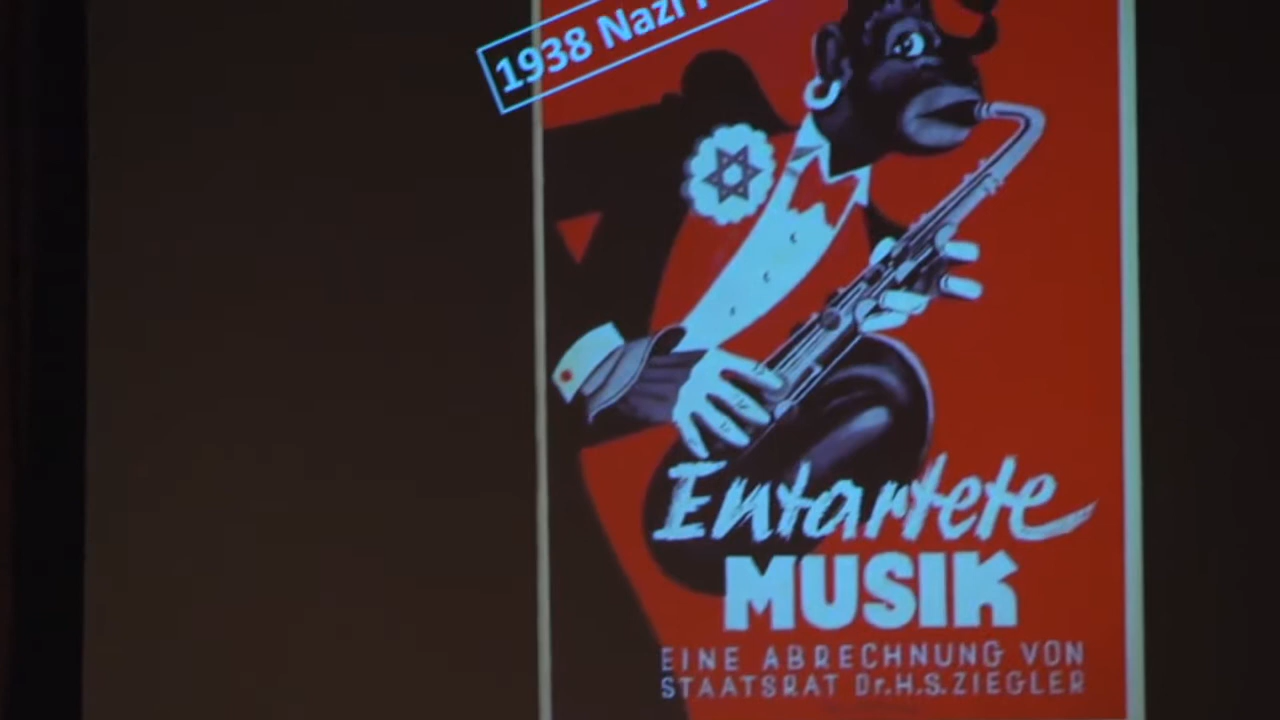 1938 Nazi
Entartete
MUSIK
EINE ABRECHNUNG VON
STAATSRAT Dr. H.S. ZIEGLER